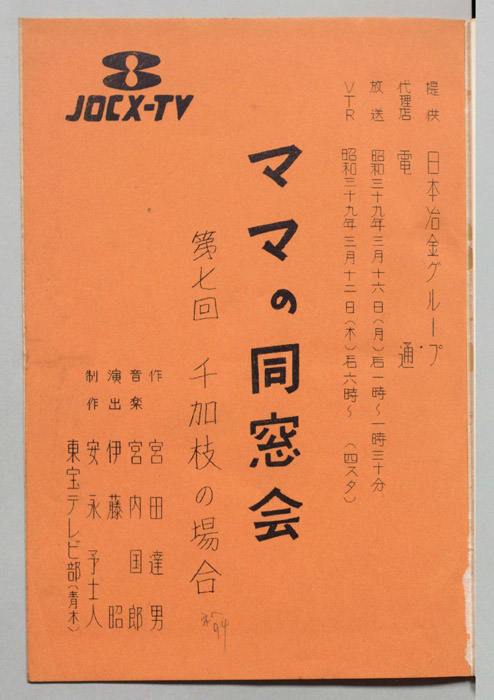 JOCX-TV
提供　日本冶金グループ
代理店　電通
放送　昭和三十九年三月十六日(月)后一時〜一時三十分
VTR　昭和三十九年三月十二日(木)后六時〜　(四スタ)
ママの同窓会
第七回　千加枝の場合
作　宮田達男
音楽　宮内国郎
演出　伊藤昭
制作　安永予士人
東宝テレビ部(青木)
94